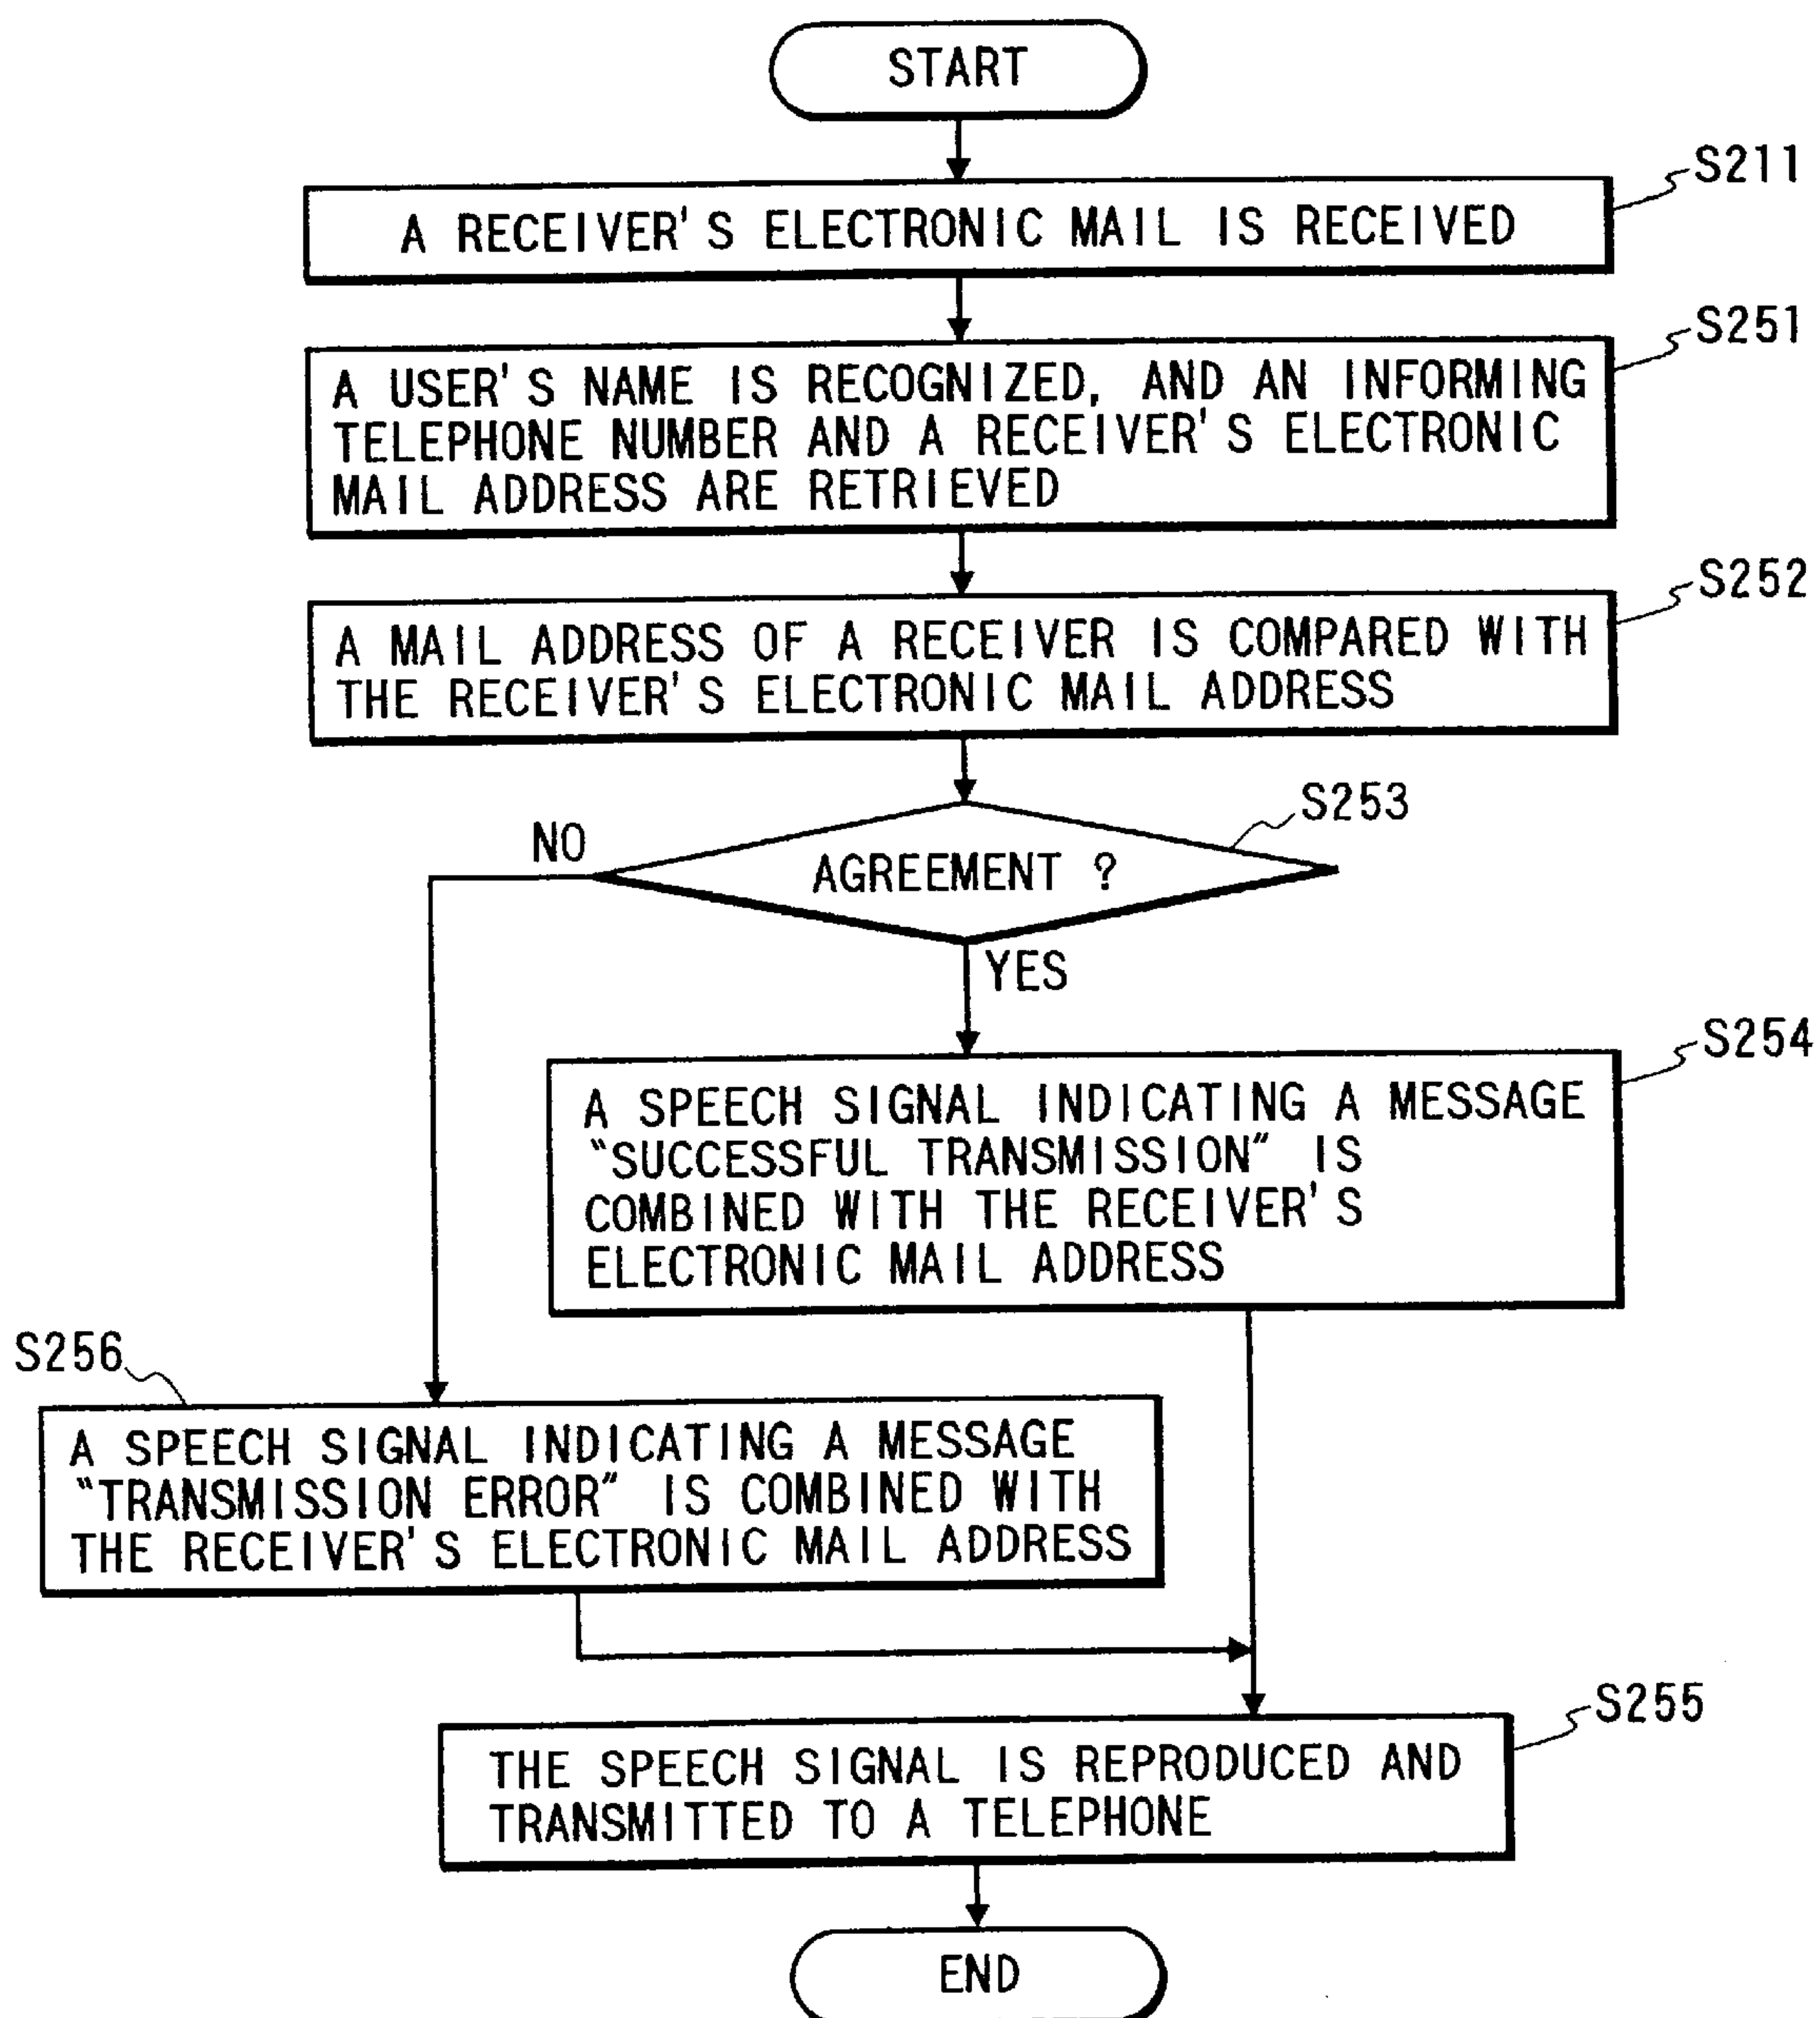 START
S211
A RECEIVER'S ELECTRONIC MAIL IS RECEIVED
S251
A USER'S NAME IS RECOGNIZED, AND AN INFORMING
TELEPHONE NUMBER AND A RECEIVER'S ELECTRONIC
MAIL ADDRESS ARE RETRIEVED
S252
A MAIL ADDRESS OF A RECEIVER IS COMPARED WITH
THE RECEIVER'S ELECTRONIC MAIL ADDRESS
S253
NO
AGREEMENT ?
YES
S254
A SPEECH SIGNAL INDICATING A MESSAGE
"SUCCESSFUL TRANSMISSION" IS
COMBINED WITH THE RECEIVER'S
ELECTRONIC MAIL ADDRESS
S256
A SPEECH SIGNAL INDICATING A MESSAGE
"TRANSMISSION ERROR" IS COMBINED WITH
THE RECEIVER'S ELECTRONIC MAIL ADDRESS
S255
THE SPEECH SIGNAL IS REPRODUCED AND
TRANSMITTED TO A TELEPHONE
END